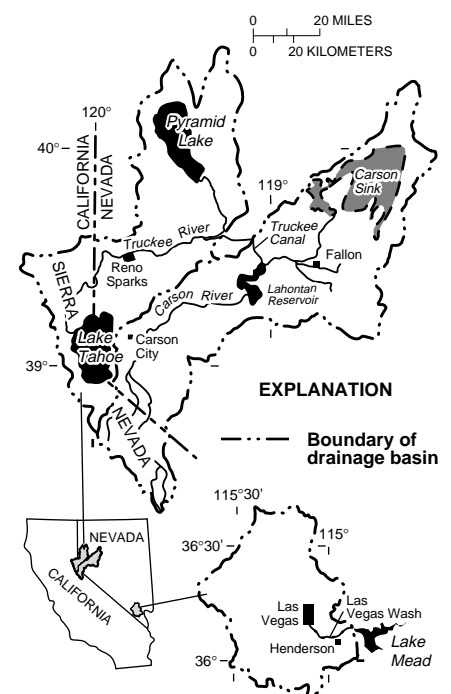 0 20 MILES
0 20 KILOMETERS
120°
40°
CALIFORNIA
NEVADA
Pyramid
Lake
119°
Carson
Sink
Truckee River
Truckee
Canal
Fallon
Reno
Sparks
SIERRA
Carson River
Lahontan
Reservoir
Lake
Tahoe
Carson
City
39°
NEVADA
EXPLANATION
Boundary of
drainage basin
115°30'
36°30'
115°
NEVADA
CALIFORNIA
Las
Vegas
Las
Vegas Wash
Henderson
Lake
Mead
36°